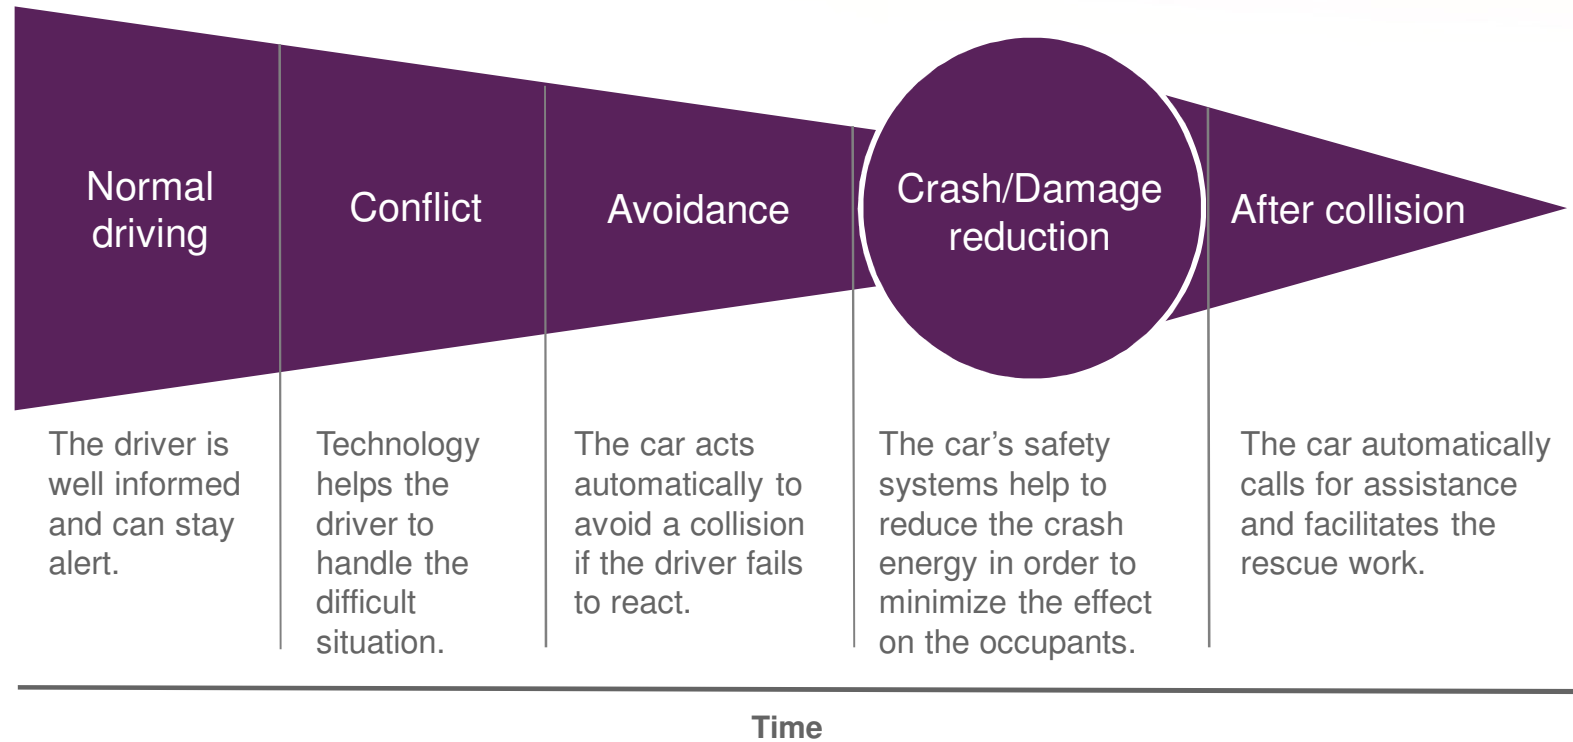 Normal
driving
Conflict
Avoidance
Crash/Damage
reduction
After collision
The driver is
well informed
and can stay
alert.
Technology
helps the
driver to
handle the
difficult
situation.
The car acts
automatically to
avoid a collision
if the driver fails
to react.
The car’s safety
systems help to
reduce the crash
energy in order to
minimize the effect
on the occupants.
The car automatically
calls for assistance
and facilitates the
rescue work.
Time